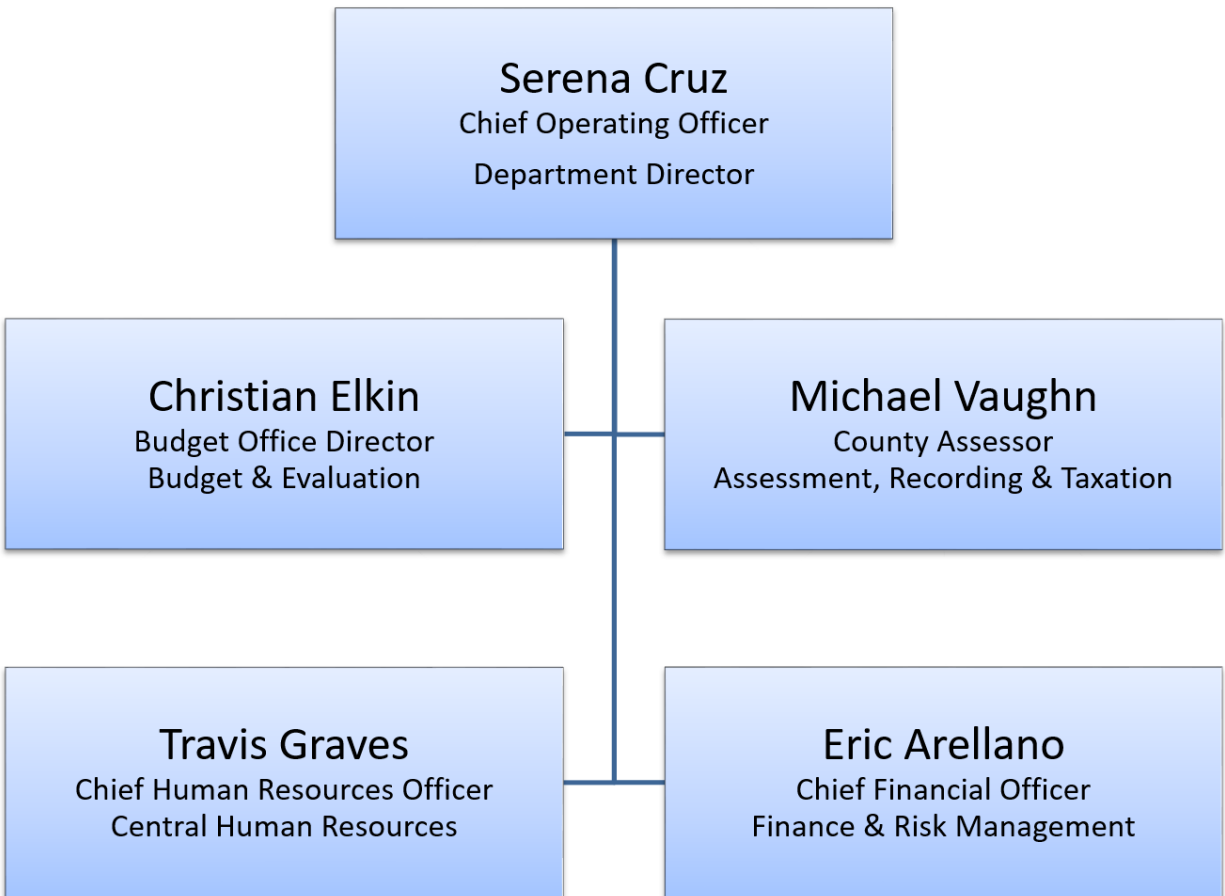 Serena Cruz
Chief Operating Officer
Department Director
Christian Elkin
Budget Office Director
Budget & Evaluation
Michael Vaughn
County Assessor
Assessment, Recording & Taxation
Travis Graves
Chief Human Resources Officer
Central Human Resources
Eric Arellano
Chief Financial Officer
Finance & Risk Management